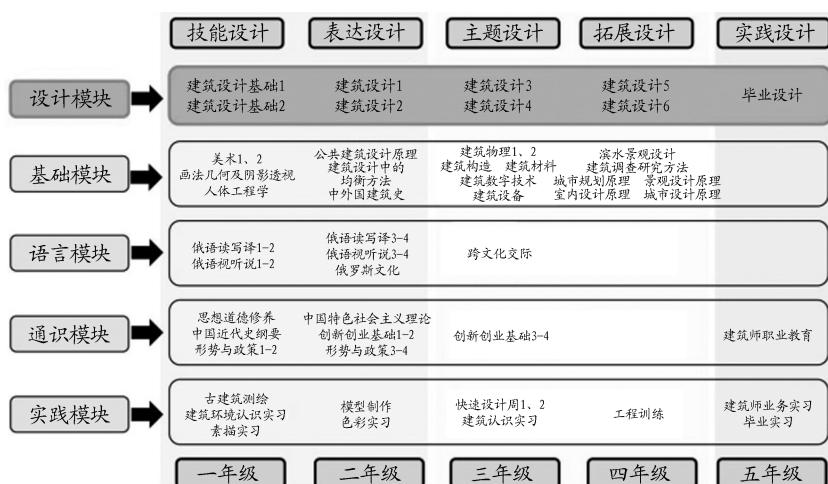 技能设计 表达设计 主题设计 拓展设计 实践设计
设计模块
建筑设计基础1
建筑设计基础2
建筑设计1
建筑设计2
建筑设计3
建筑设计4
建筑设计5
建筑设计6
毕业设计
基础模块
美术1、2
画法几何及阴影透视
人体工程学
公共建筑设计原理
建筑设计中的
均衡方法
中外国建筑史
建筑物理1、2
建筑构造 建筑材料
建筑数字技术
建筑设备
滨水景观设计
建筑调查研究方法
城市规划原理 景观设计原理
室内设计原理 城市设计原理
语言模块
俄语读写译1-2
俄语视听说1-2
俄语读写译3-4
俄语视听说3-4
俄罗斯文化
跨文化交际
通识模块
思想道德修养
中国近代史纲要
形势与政策1-2
中国特色社会主义理论
创新创业基础1-2
形势与政策3-4
创新创业基础3-4
建筑师职业教育
实践模块
古建筑测绘
建筑环境认识实习
素描实习
模型制作
色彩实习
快速设计周1、2
建筑认识实习
工程训练
建筑师业务实习
毕业实习
一年级 二年级 三年级 四年级 五年级